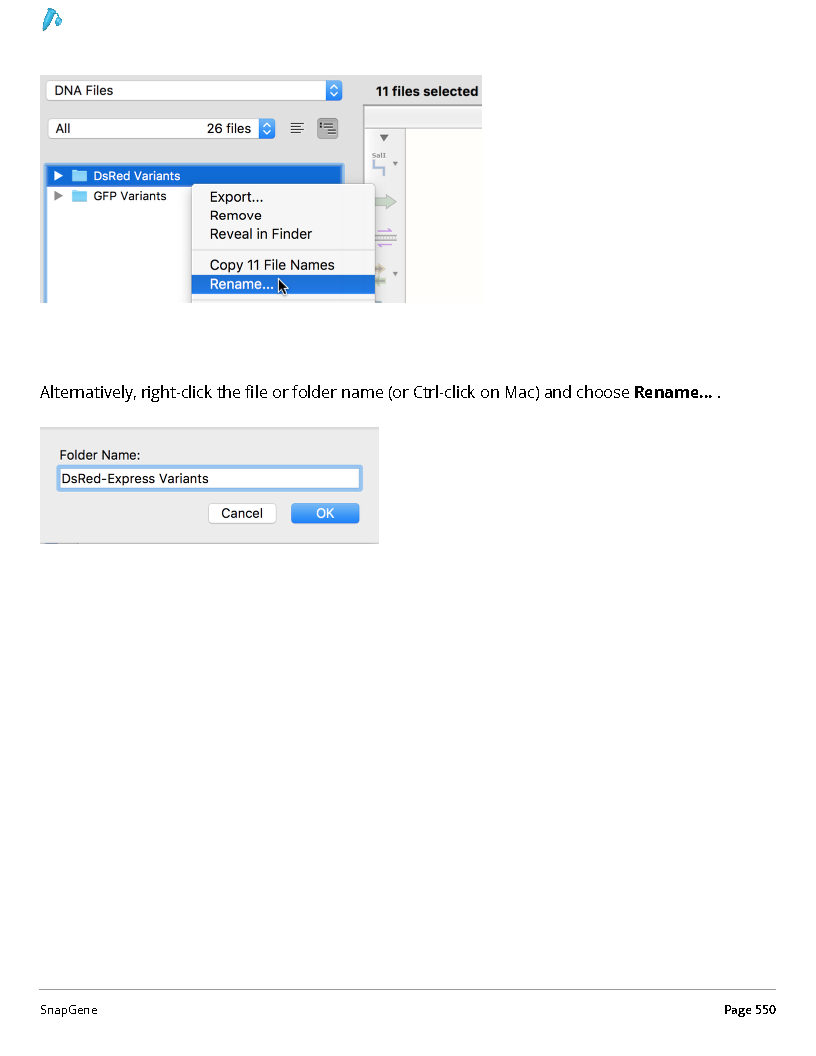 DNA Files
11 files selected
All 26 files
SalI
DsRed Variants
GFP Variants
Export...
Remove
Reveal in Finder
Copy 11 File Names
Rename...
Alternatively, right-click the file or folder name (or Ctrl-click on Mac) and choose Rename... .
Folder Name:
DsRed-Express Variants
Cancel OK
SnapGene Page 550